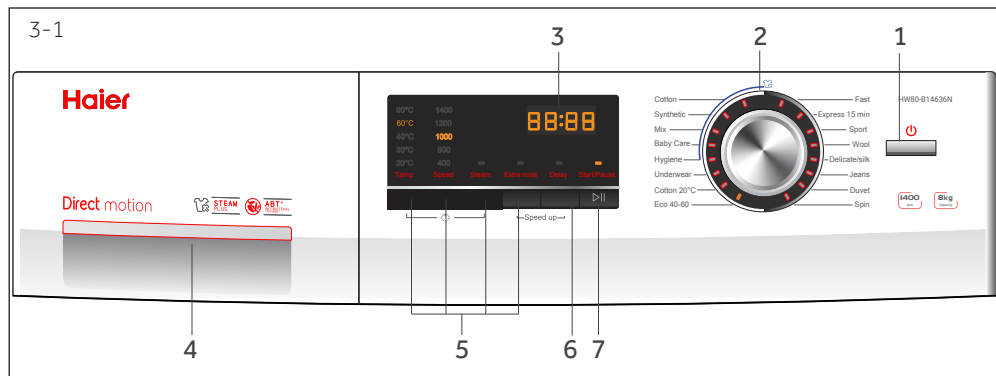 3-1
3
2
1
Haier
90°C 1400
60°C 1200
40°C 1000
30°C 800
20°C 400
Temp. Speed Steam Extra rinse Delay Start/Pause
88:88
Speed up
Direct motion
STEAM PLUS
ABT
Cotton
Synthetic
Mix
Baby Care
Hygiene
Underwear
Cotton 20°C
Eco 40-60
Fast
Express 15 min
Sport
Wool
Delicate/silk
Jeans
Duvet
Spin
HW80-B14636N
1400 rpm
8kg Capacity
4
5
6
7